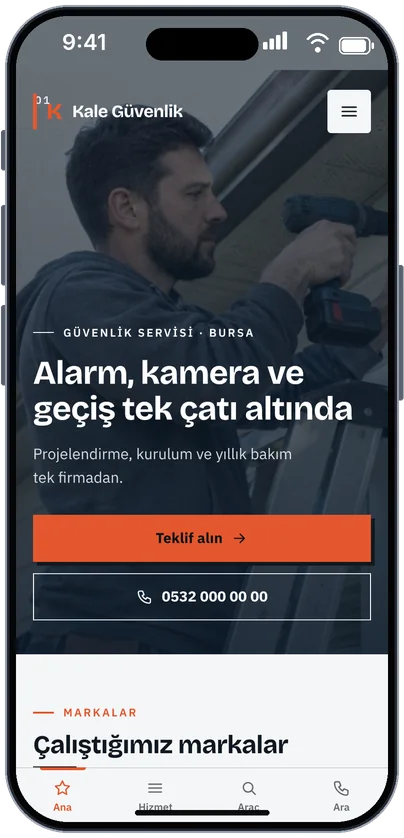 9:41
01
K Kale Güvenlik
GÜVENLİK SERVİSİ · BURSA
Alarm, kamera ve
geçiş tek çatı altında
Projelendirme, kurulum ve yıllık bakım
tek firmadan.
Teklif alın →
0532 000 00 00
MARKALAR
Çalıştığımız markalar
Ana Hizmet Araç Ara